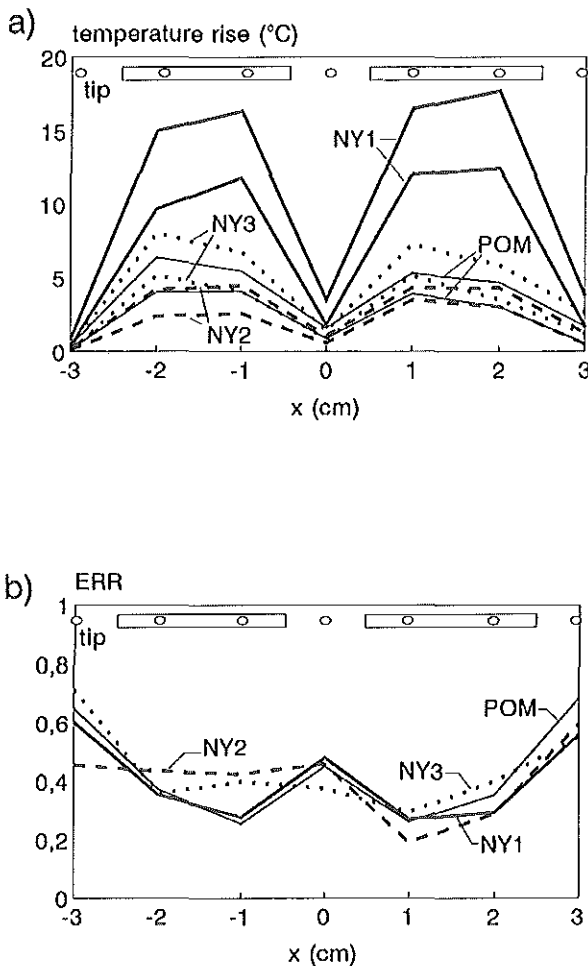 a)
temperature rise (°C)
20
tip
15
NY1
10
NY3
POM
5
NY2
0
-3 -2 -1 0 1 2 3
x (cm)
b)
ERR
1
tip
0,8
POM
0,6
NY2
NY3
0,4
NY1
0,2
0
-3 -2 -1 0 1 2 3
x (cm)